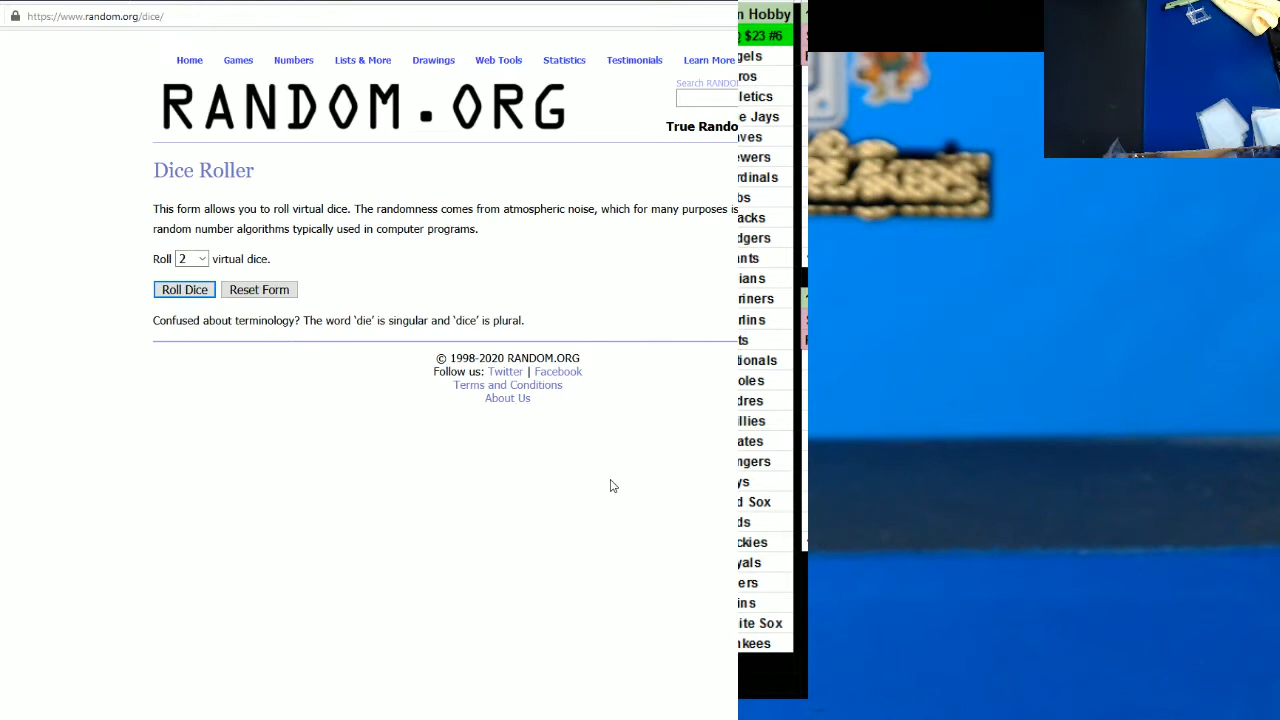 https://www.random.org/dice/
Home Games Numbers Lists & More Drawings Web Tools Statistics Testimonials Learn More
RANDOM.ORG
Search RANDO
True Rando
Dice Roller
This form allows you to roll virtual dice. The randomness comes from atmospheric noise, which for many purposes is
random number algorithms typically used in computer programs.
Roll 2 virtual dice.
Roll Dice Reset Form
Confused about terminology? The word ‘die’ is singular and ‘dice’ is plural.
© 1998-2020 RANDOM.ORG
Follow us: Twitter | Facebook
Terms and Conditions
About Us
n Hobby
$23 #6
gels
ros
letics
e Jays
ves
ewers
rdinals
bs
acks
dgers
ants
ians
riners
rlins
ts
tionals
oles
dres
illies
ates
ngers
ys
d Sox
ds
ckies
yals
ers
ins
ite Sox
nkees